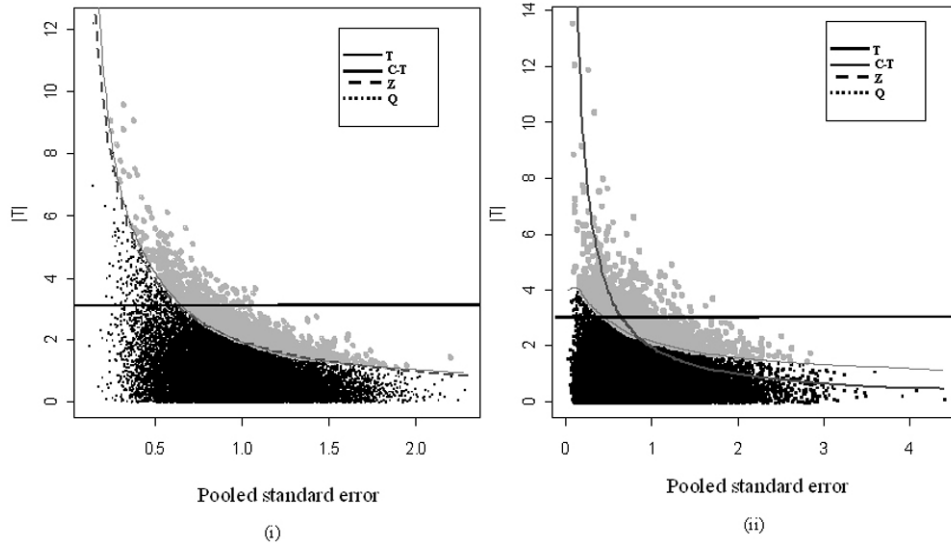 12
10
8
6
4
2
0
|T|
T
C-T
Z
Q
0.5 1.0 1.5 2.0
Pooled standard error
(i)
14
12
10
8
6
4
2
0
|T|
T
C-T
Z
Q
0 1 2 3 4
Pooled standard error
(ii)